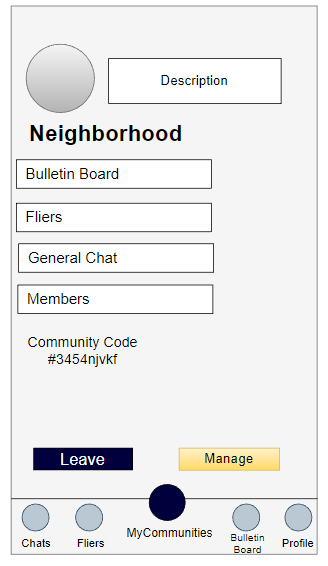 Description
Neighborhood
Bulletin Board
Fliers
General Chat
Members
Community Code
#3454njvkf
Leave
Manage
Chats
Fliers
MyCommunities
Bulletin
Board
Profile